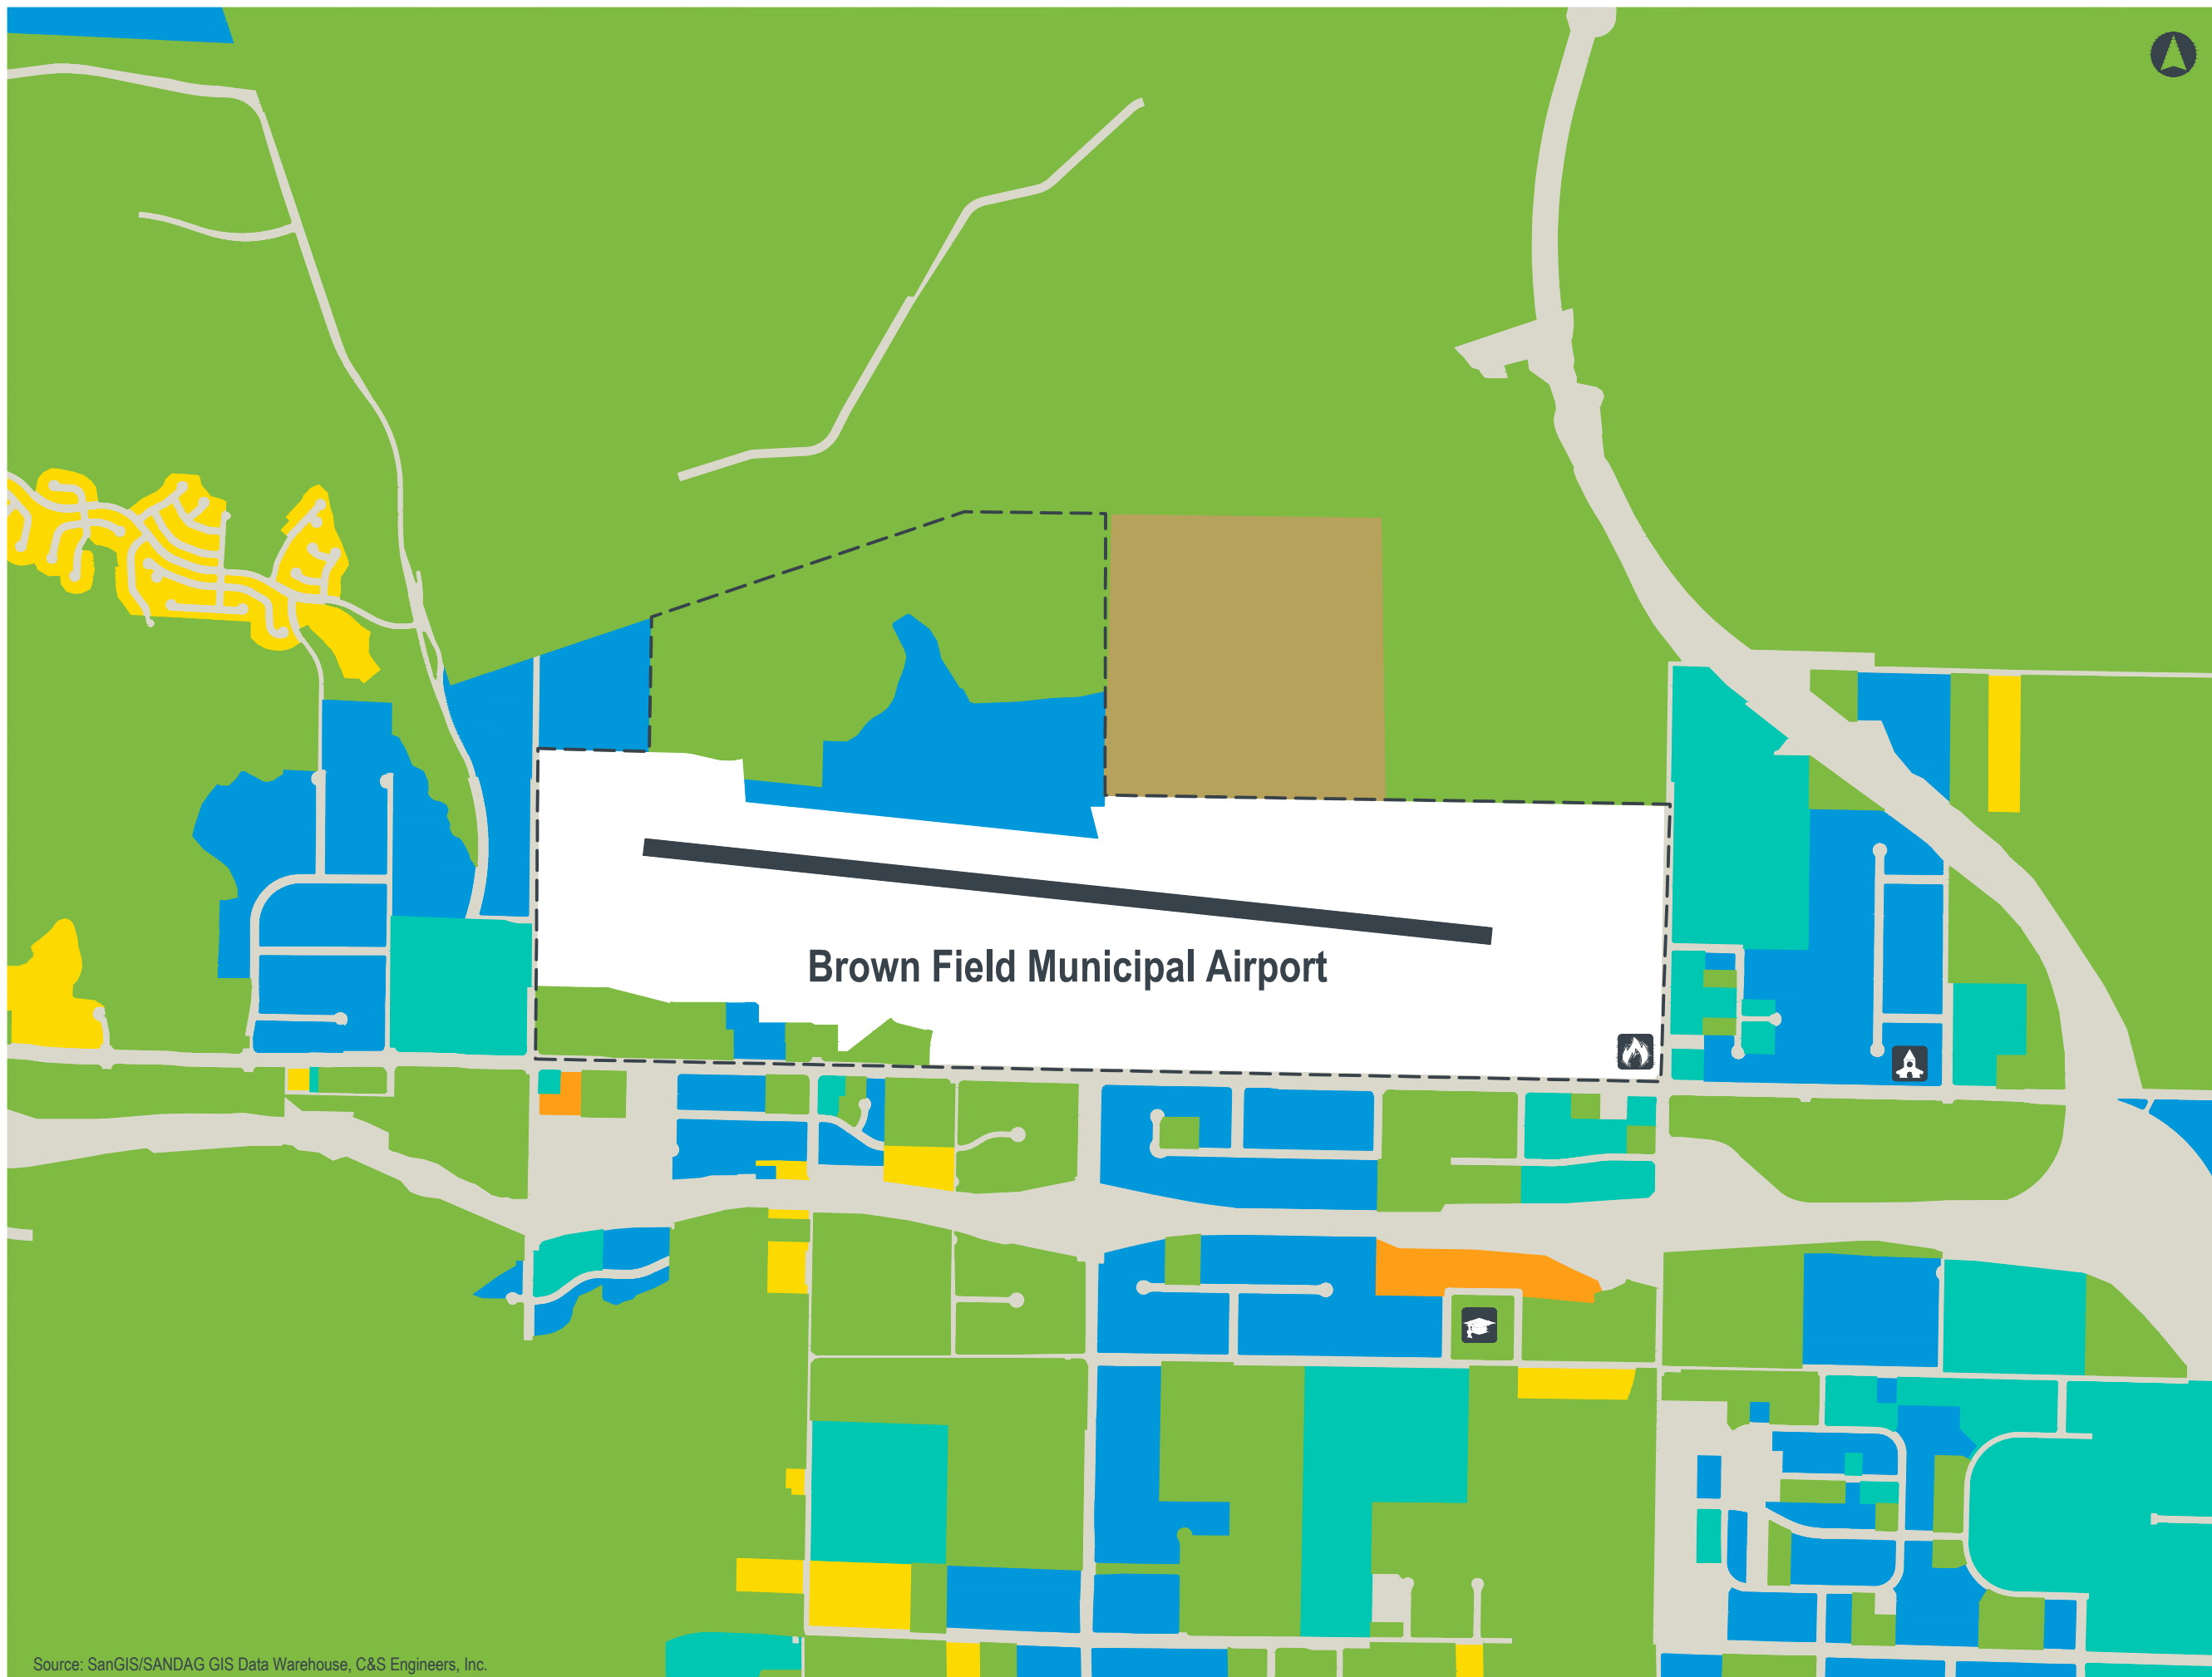 Brown Field Municipal Airport
Source: SanGIS/SANDAG GIS Data Warehouse, C&S Engineers, Inc.